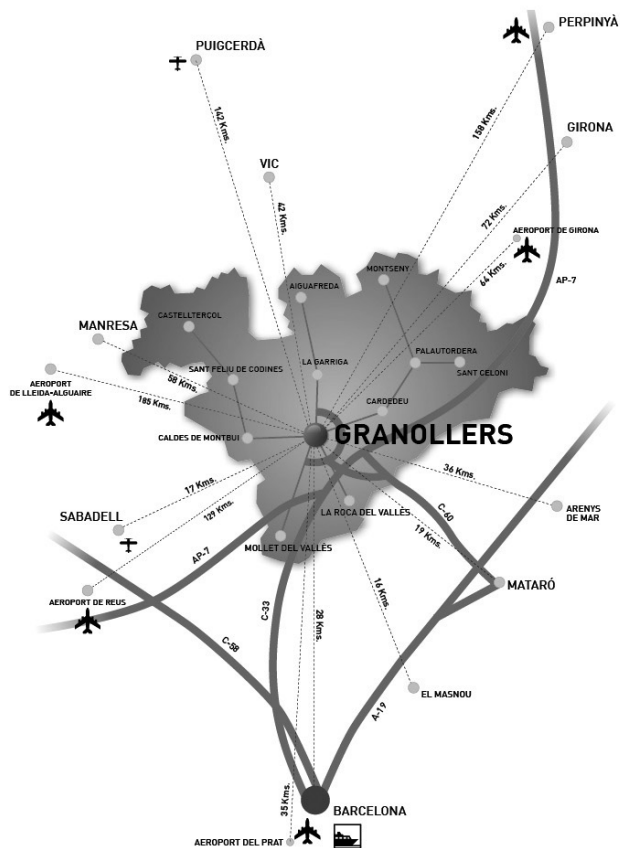 PERPINYÀ
PUIGCERDÀ
142 Kms.
158 Kms.
GIRONA
VIC
42 Kms.
72 Kms.
AEROPORT DE GIRONA
64 Kms.
AP-7
MONTSENY
AIGUAFREDA
CASTELLTERÇOL
MANRESA
PALAUTORDERA
LA GARRIGA
SANT CELONI
SANT FELIU DE CODINES
58 Kms.
AEROPORT
DE LLEIDA-ALGUAIRE
185 Kms.
CARDEDEU
GRANOLLERS
CALDES DE MONTBUI
36 Kms.
17 Kms.
129 Kms.
ARENYS
DE MAR
LA ROCA DEL VALLÈS
C-60
SABADELL
19 Kms.
MOLLET DEL VALLÈS
AP-7
MATARÓ
AEROPORT DE REUS
16 Kms.
C-33
28 Kms.
C-58
EL MASNOU
A-19
35 Kms.
BARCELONA
AEROPORT DEL PRAT